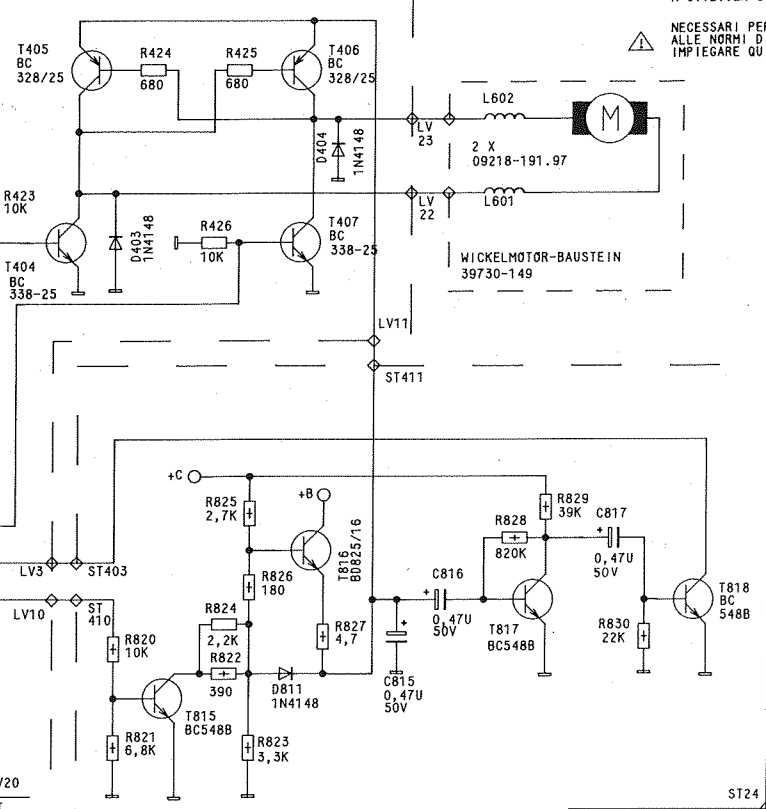 NECESSARI PER
ALLE NORMI D
IMPIEGARE QU
T405
BC
328/25
R424
680
R425
680
T406
BC
328/25
L602
M
LV
23
D404
1N4148
2 X
09218-191.97
R423
10K
LV
22
L601
D403
1N4148
R426
10K
T407
BC
338-25
T404
BC
338-25
WICKELMOTOR-BAUSTEIN
39730-149
LV11
ST411
+C
+B
R825
2,7K
T816
BD825/16
R829
39K
C817
+
0,47U
50V
R828
820K
LV3
ST403
R826
180
C816
+
0,47U
50V
T818
BC
548B
LV10
ST
410
R824
2,2K
R827
4,7
+
T817
BC548B
R830
22K
R820
10K
R822
390
D811
1N4148
C815
0,47U
50V
T815
BC548B
R821
6,8K
R823
3,3K
/20
ST24